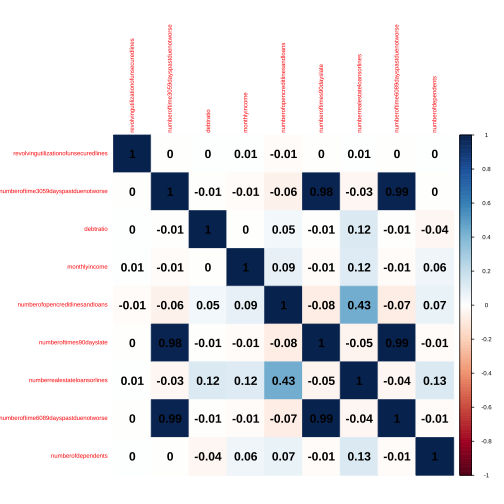 revolvingutilizationofunsecuredlines
numberoftime3059dayspastduenotworse
debtratio
monthlyincome
numberofopencreditlinesandloans
numberoftimes90dayslate
numberrealestateloansorlines
numberoftime6089dayspastduenotworse
numberofdependents
revolvingutilizationofunsecuredlines 1 0 0 0.01 -0.01 0 0.01 0 0
numberoftime3059dayspastduenotworse 0 1 -0.01 -0.01 -0.06 0.98 -0.03 0.99 0
debtratio 0 -0.01 1 0 0.05 -0.01 0.12 -0.01 -0.04
monthlyincome 0.01 -0.01 0 1 0.09 -0.01 0.12 -0.01 0.06
numberofopencreditlinesandloans -0.01 -0.06 0.05 0.09 1 -0.08 0.43 -0.07 0.07
numberoftimes90dayslate 0 0.98 -0.01 -0.01 -0.08 1 -0.05 0.99 -0.01
numberrealestateloansorlines 0.01 -0.03 0.12 0.12 0.43 -0.05 1 -0.04 0.13
numberoftime6089dayspastduenotworse 0 0.99 -0.01 -0.01 -0.07 0.99 -0.04 1 -0.01
numberofdependents 0 0 -0.04 0.06 0.07 -0.01 0.13 -0.01 1
1
0.8
0.6
0.4
0.2
0
-0.2
-0.4
-0.6
-0.8
-1